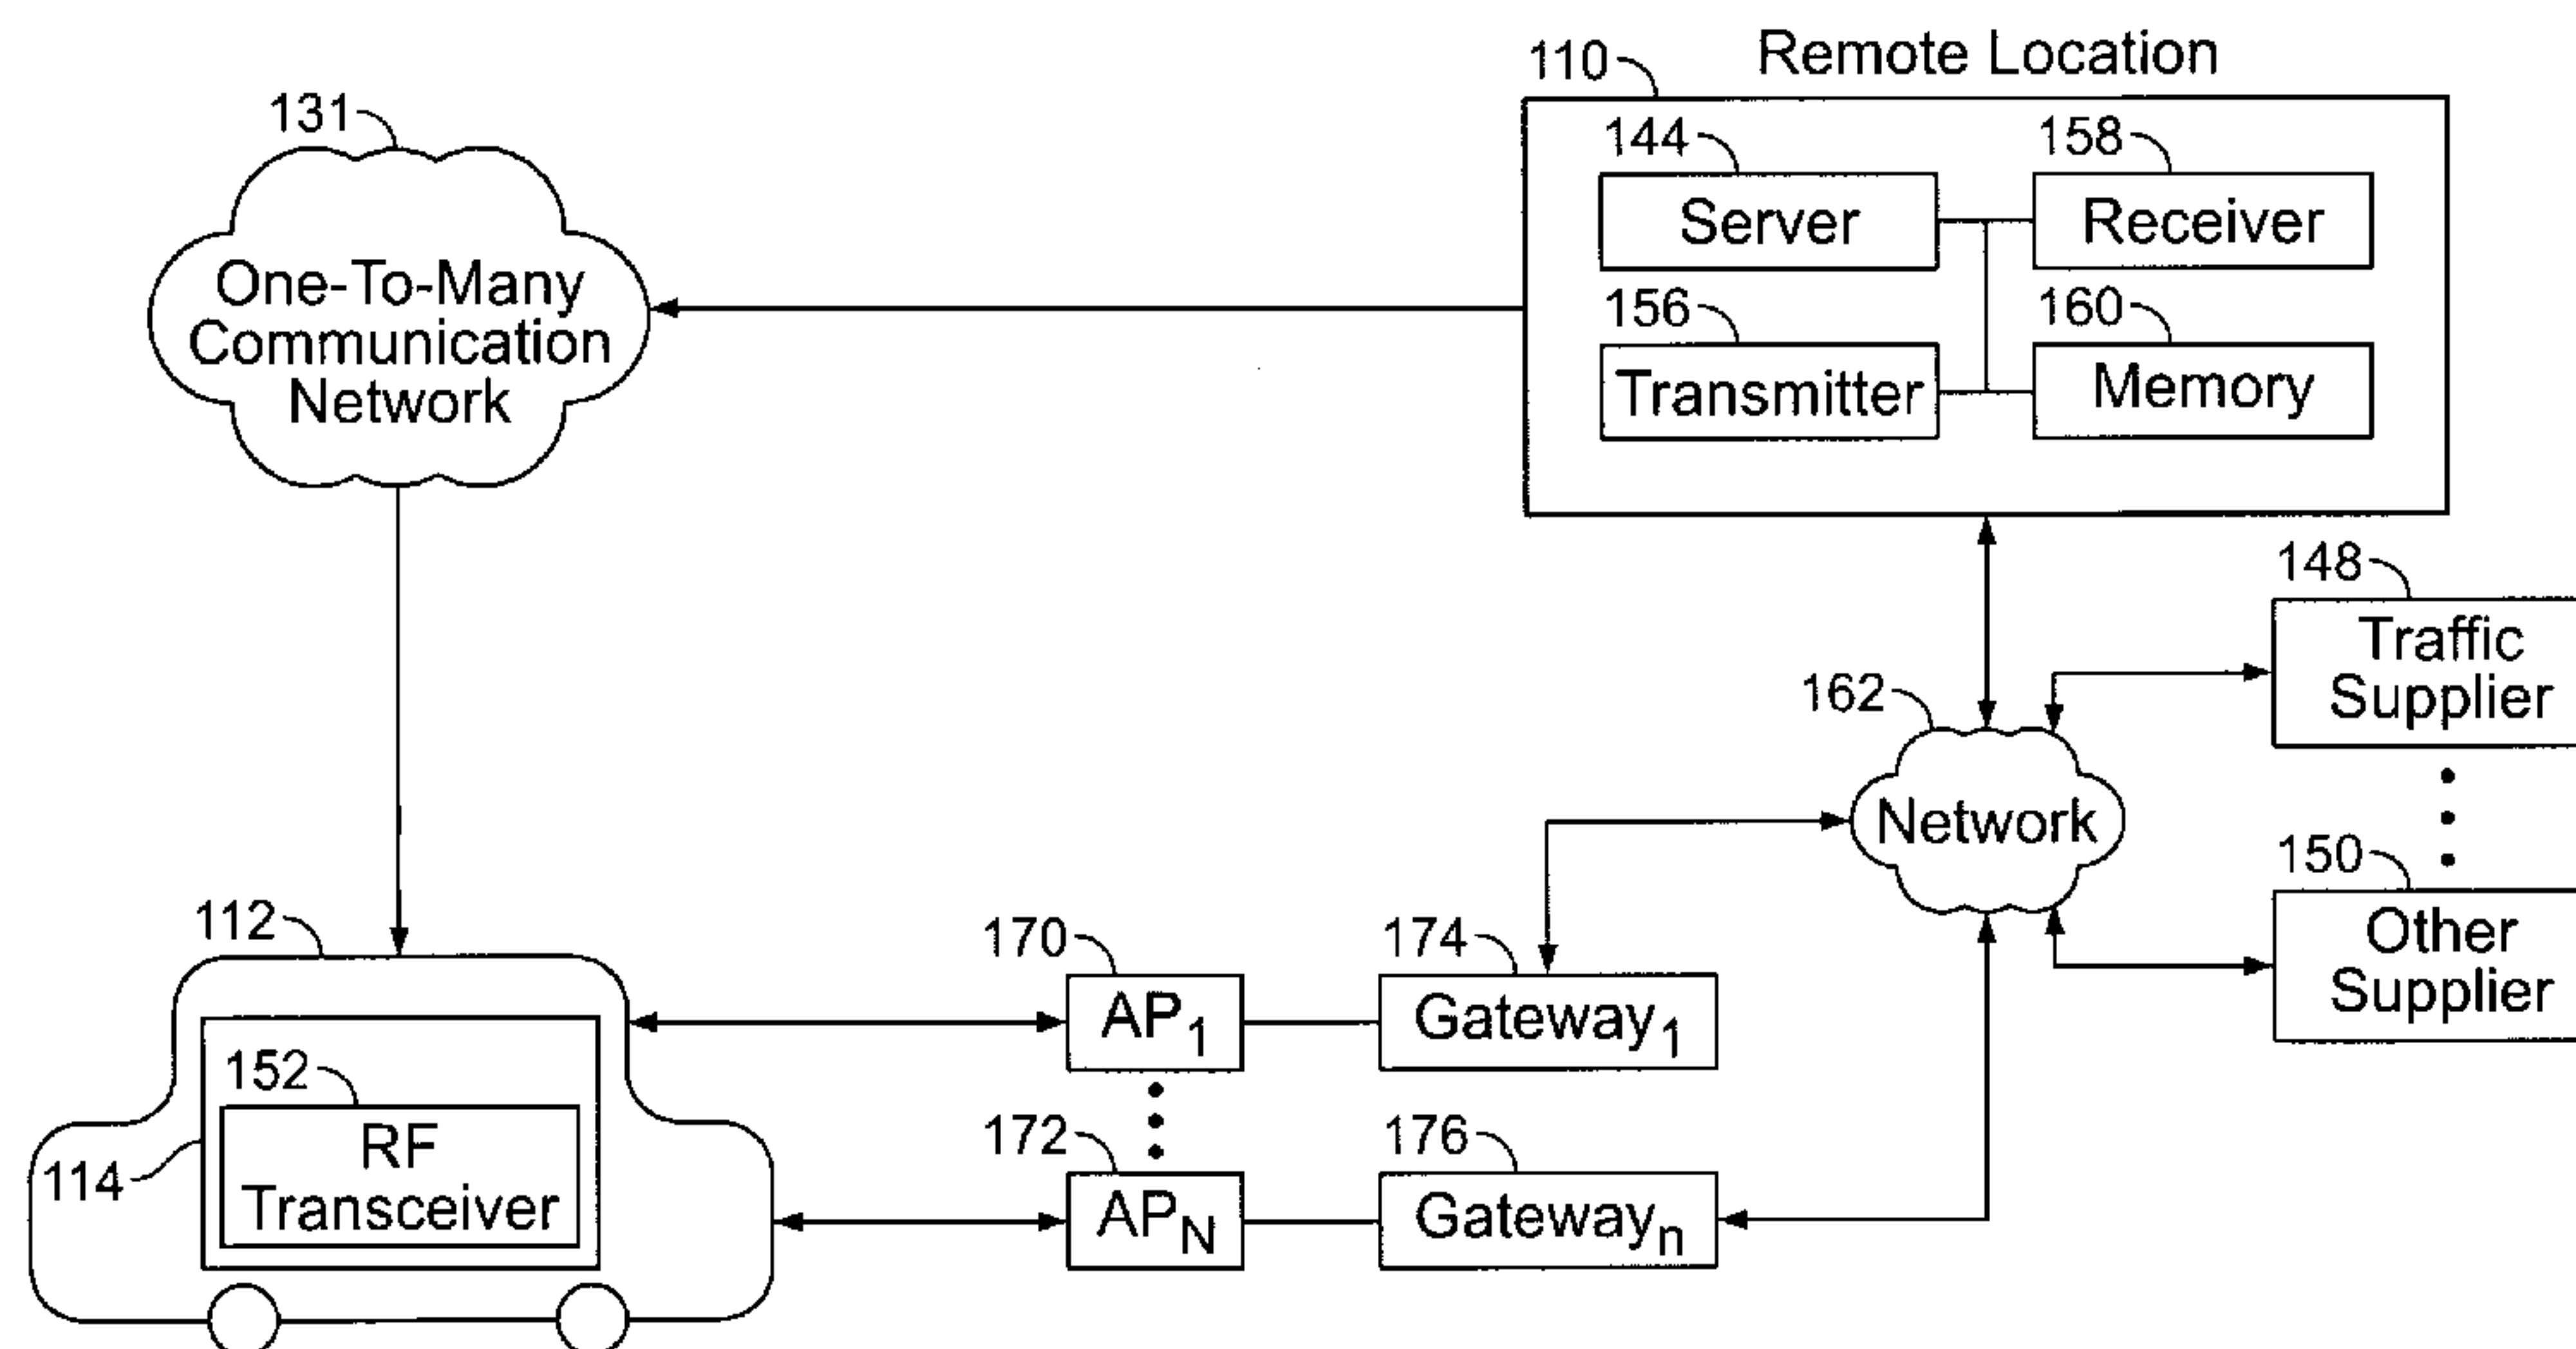 Remote Location
110
131
144
158
Server
Receiver
One-To-Many
Communication
Network
156
160
Transmitter
Memory
148
Traffic
Supplier
162
Network
150
Other
Supplier
112
170
174
AP1
Gateway1
152
RF
Transceiver
114
172
176
APN
Gatewayn